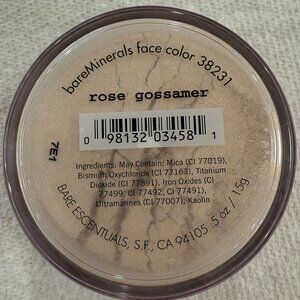 bareMinerals face color 38231
rose gossamer
0 98132 03458 1
7E1
Ingredients: May Contain: Mica (CI 77019),
Bismuth Oxychloride (CI 77163), Titanium
Dioxide (CI 77891), Iron Oxides (CI
77499, CI 77492, CI 77491),
Ultramarines (CI 77007), Kaolin
BARE ESCENTUALS, S.F., CA 94105 .5 oz / 15g